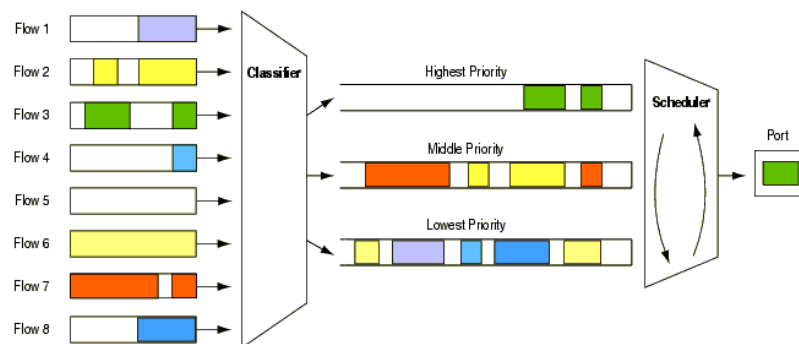 Flow 1
Flow 2
Flow 3
Flow 4
Flow 5
Flow 6
Flow 7
Flow 8
Classifier
Highest Priority
Middle Priority
Lowest Priority
Scheduler
Port